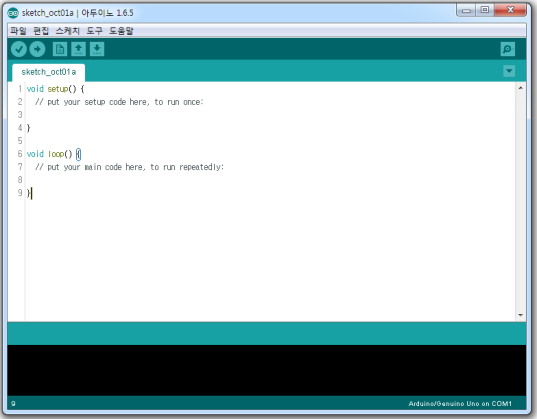 sketch_oct01a | 아두이노 1.6.5
파일 편집 스케치 도구 도움말
sketch_oct01a
1 void setup() {
2 // put your setup code here, to run once:
3
4 }
5
6 void loop() {
7 // put your main code here, to run repeatedly:
8
9 }
9 Arduino/Genuino Uno on COM1